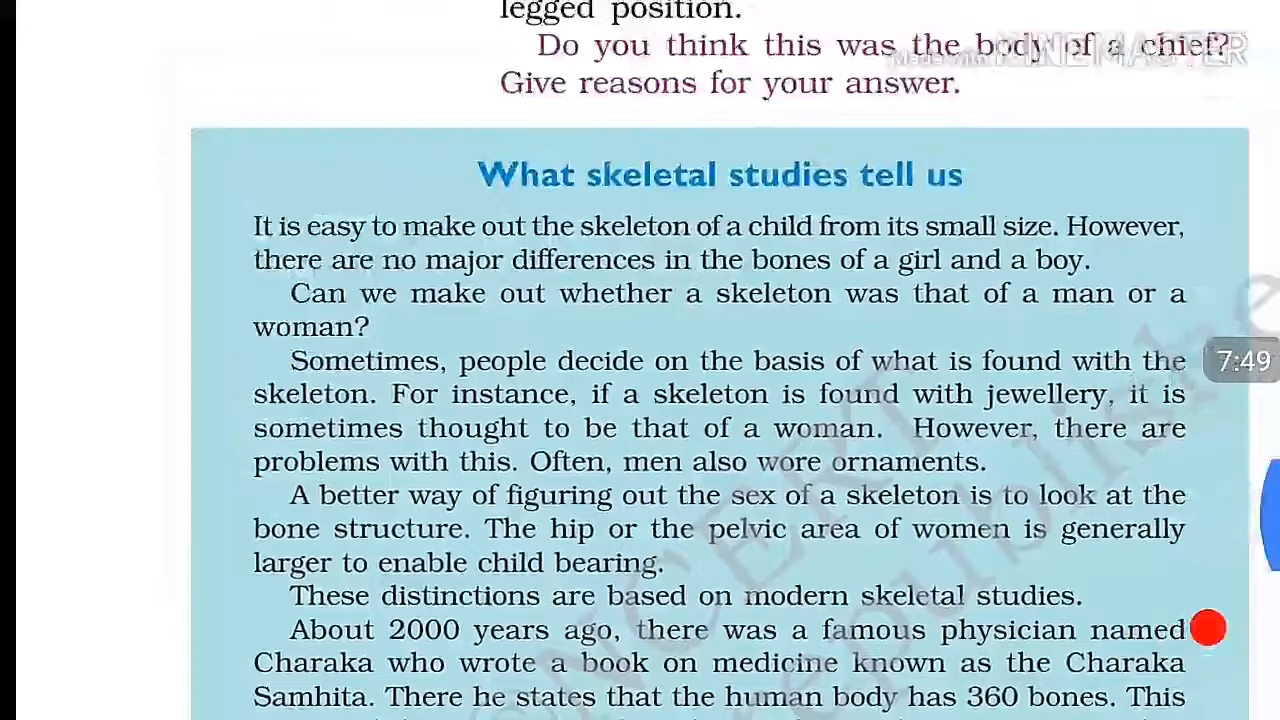 legged position.
Do you think this was the body of a chief?
Made with KINEMASTER
Give reasons for your answer.
What skeletal studies tell us
It is easy to make out the skeleton of a child from its small size. However,
there are no major differences in the bones of a girl and a boy.
Can we make out whether a skeleton was that of a man or a
woman?
Sometimes, people decide on the basis of what is found with the
7:49
skeleton. For instance, if a skeleton is found with jewellery, it is
sometimes thought to be that of a woman. However, there are
problems with this. Often, men also wore ornaments.
A better way of figuring out the sex of a skeleton is to look at the
bone structure. The hip or the pelvic area of women is generally
larger to enable child bearing.
These distinctions are based on modern skeletal studies.
About 2000 years ago, there was a famous physician named
Charaka who wrote a book on medicine known as the Charaka
Samhita. There he states that the human body has 360 bones. This
©NCERT
republishe